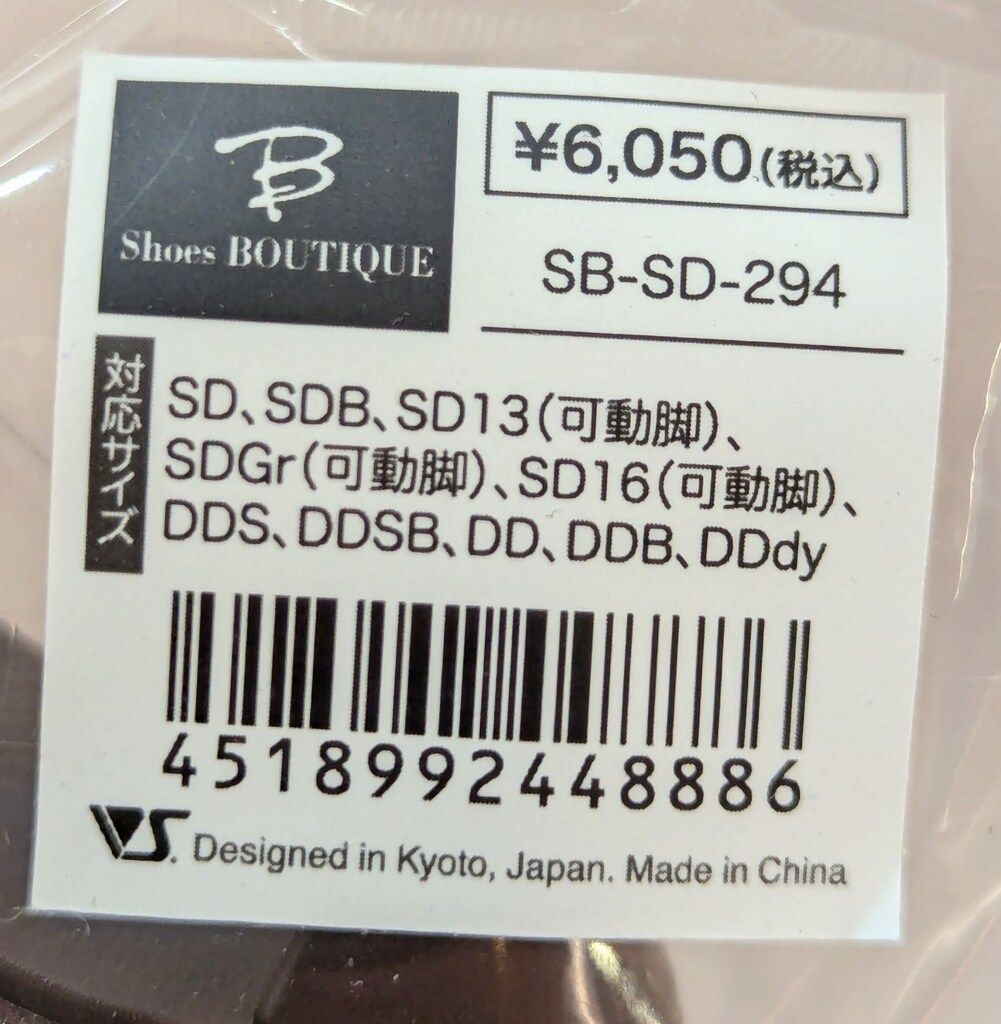 B
Shoes BOUTIQUE
¥6,050(税込)
SB-SD-294
対応サイズ
SD、SDB、SD13(可動脚)、
SDGr(可動脚)、SD16(可動脚)、
DDS、DDSB、DD、DDB、DDdy
4518992448886
VS. Designed in Kyoto, Japan. Made in China